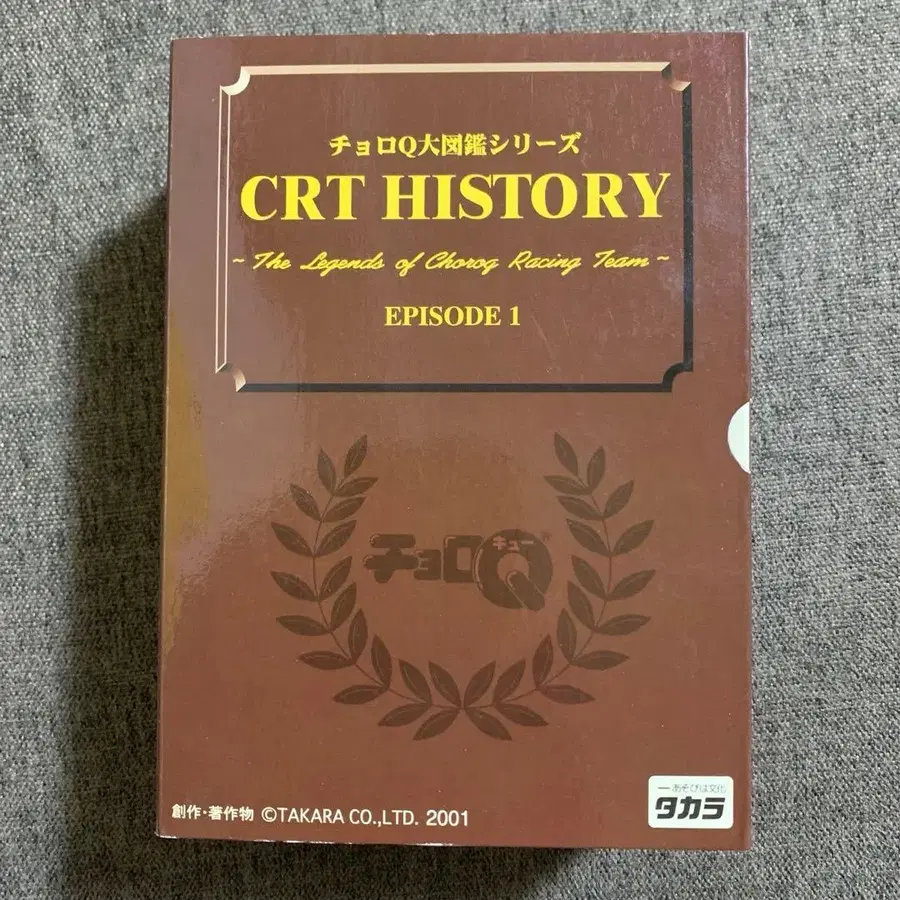 チョロQ大図鑑シリーズ
CRT HISTORY
~ The Legends of Choroq Racing Team ~
EPISODE 1
チョロQ
キュー
創作・著作物 ©TAKARA CO.,LTD. 2001
あそびは文化
タカラ